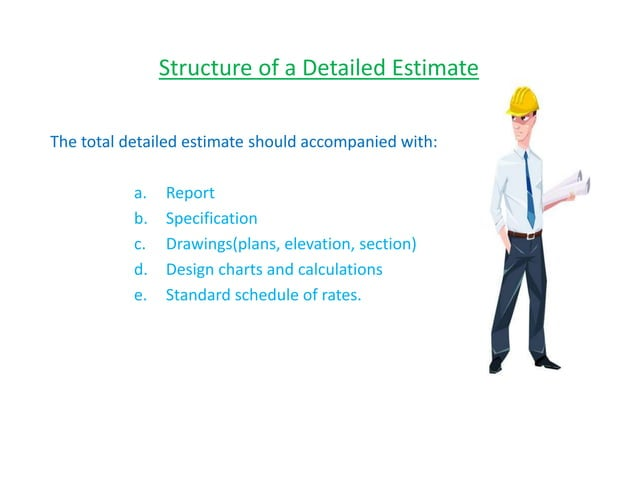 Structure of a Detailed Estimate
The total detailed estimate should accompanied with:
a. Report
b. Specification
c. Drawings(plans, elevation, section)
d. Design charts and calculations
e. Standard schedule of rates.